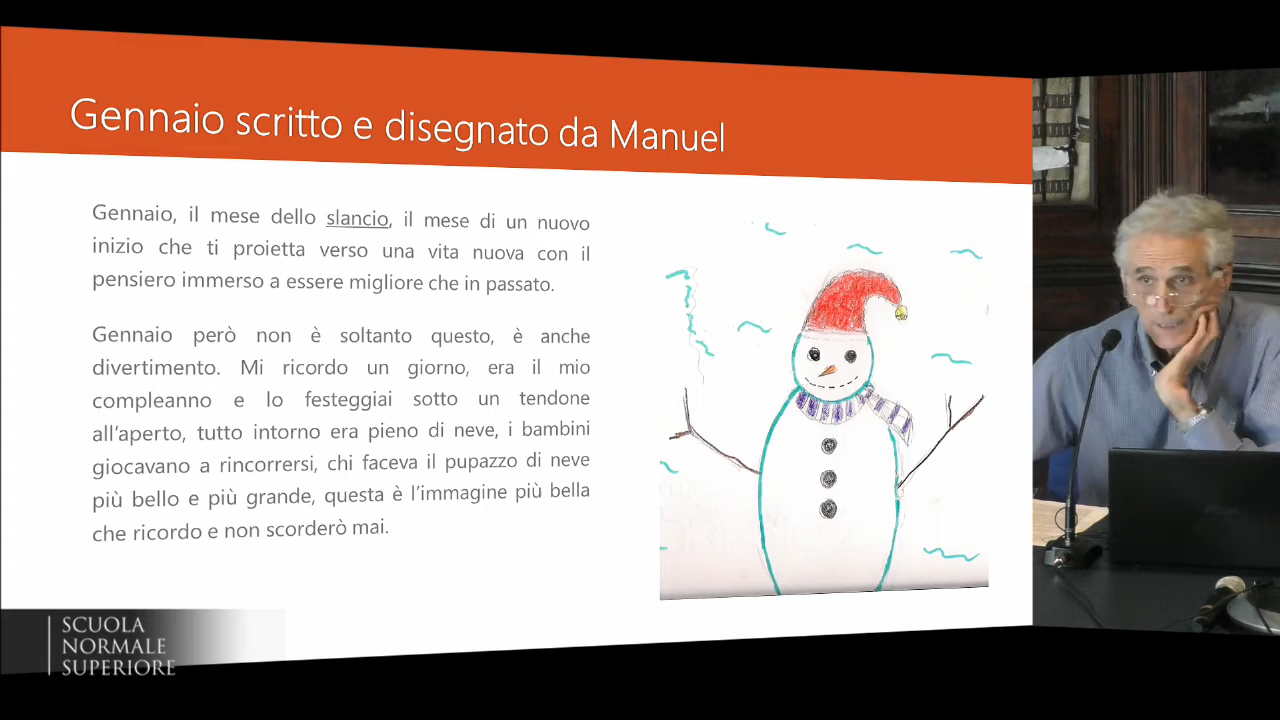 Gennaio scritto e disegnato da Manuel
Gennaio, il mese dello slancio, il mese di un nuovo
inizio che ti proietta verso una vita nuova con il
pensiero immerso a essere migliore che in passato.
Gennaio però non è soltanto questo, è anche
divertimento. Mi ricordo un giorno, era il mio
compleanno e lo festeggiai sotto un tendone
all'aperto, tutto intorno era pieno di neve, i bambini
giocavano a rincorrersi, chi faceva il pupazzo di neve
più bello e più grande, questa è l'immagine più bella
che ricordo e non scorderò mai.
SCUOLA
NORMALE
SUPERIORE